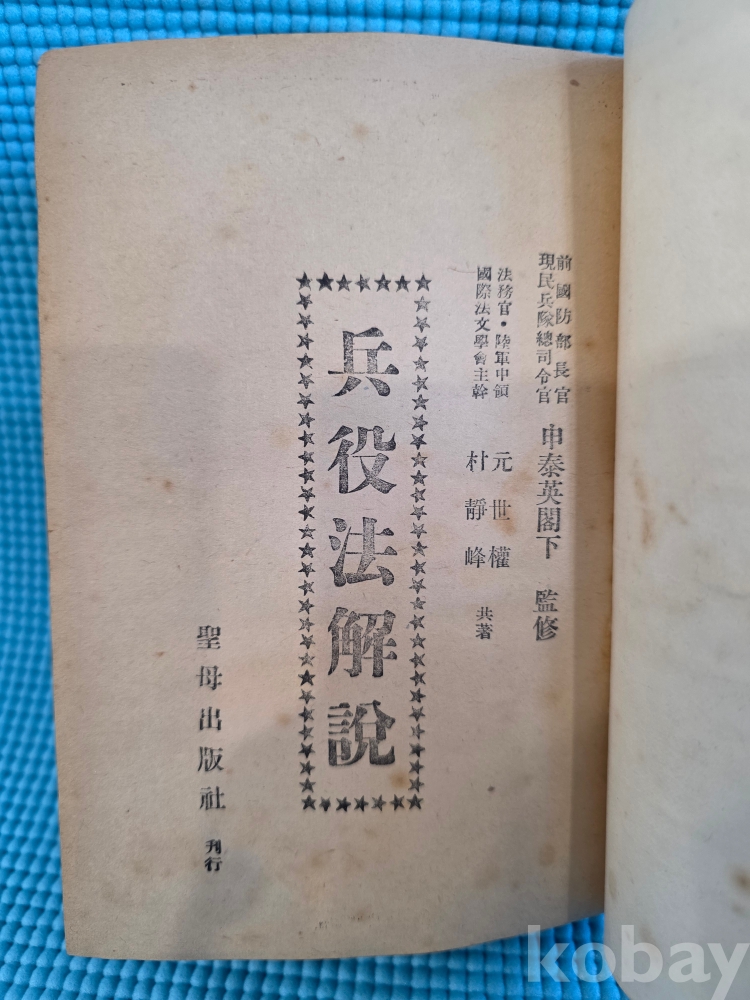 前國防部長官
現民兵隊總司令官
申泰英閣下 監修
法務官・陸軍中領
國際法文學會主幹
元世權
朴靜峰
共著
兵役法解說
聖母出版社 刊行
kobay